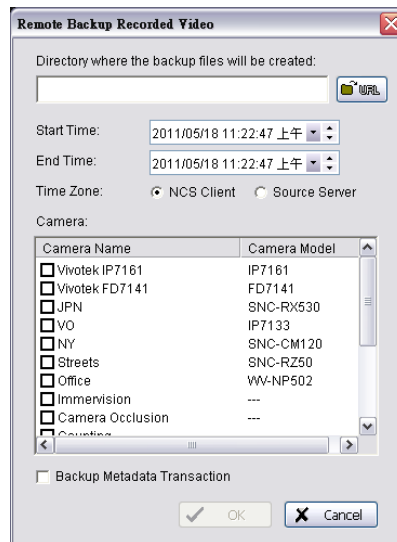 Remote Backup Recorded Video
Directory where the backup files will be created:
URL
Start Time: 2011/05/18 11:22:47 上午
End Time: 2011/05/18 11:22:47 上午
Time Zone: NCS Client Source Server
Camera:
Camera Name Camera Model
Vivotek IP7161 IP7161
Vivotek FD7141 FD7141
JPN SNC-RX530
VO IP7133
NY SNC-CM120
Streets SNC-RZ50
Office WV-NP502
Immervision ---
Camera Occlusion ---
Backup Metadata Transaction
OK Cancel